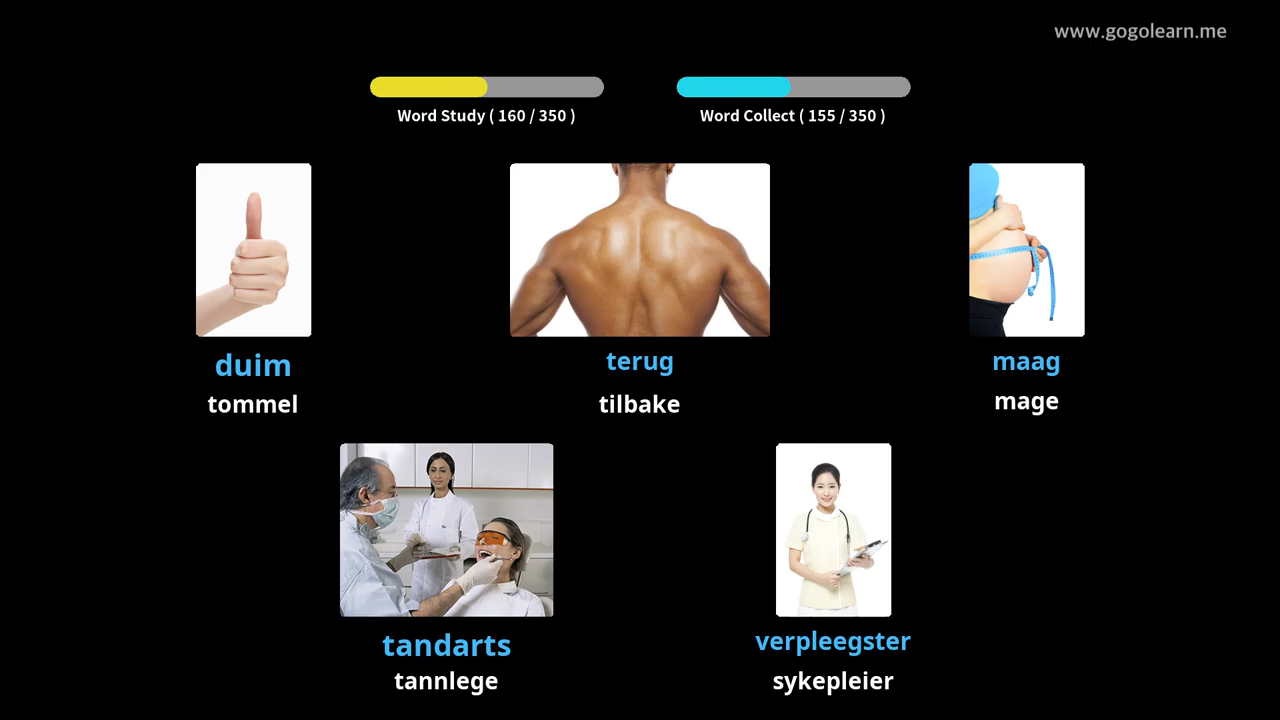 www.gogolearn.me
Word Study ( 160 / 350 )
Word Collect ( 155 / 350 )
duim
terug
maag
tommel
tilbake
mage
tandarts
verpleegster
tannlege
sykepleier